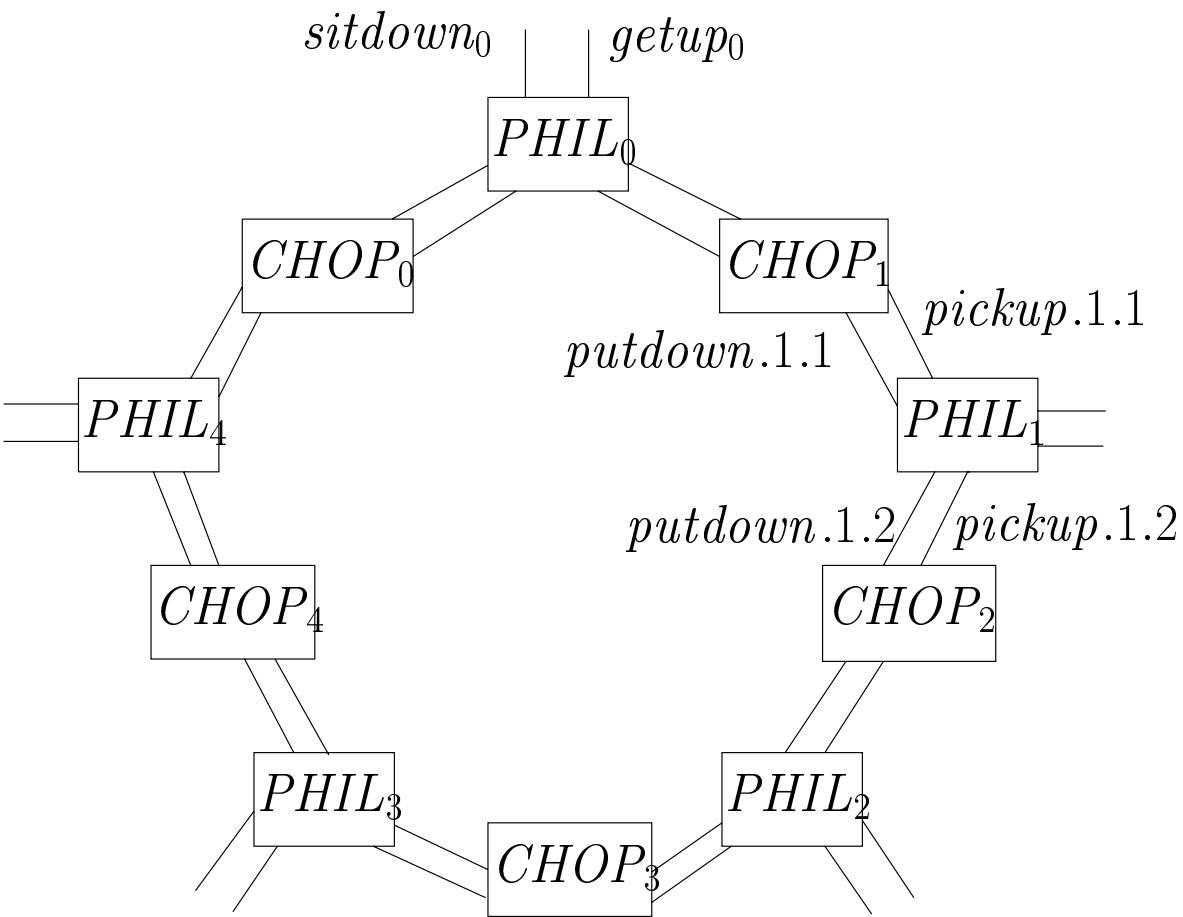 sitdown₀ getup₀
PHIL₀
CHOP₀ CHOP₁
pickup.1.1
putdown.1.1
PHIL₄ PHIL₁
putdown.1.2 pickup.1.2
CHOP₄ CHOP₂
PHIL₃ PHIL₂
CHOP₃